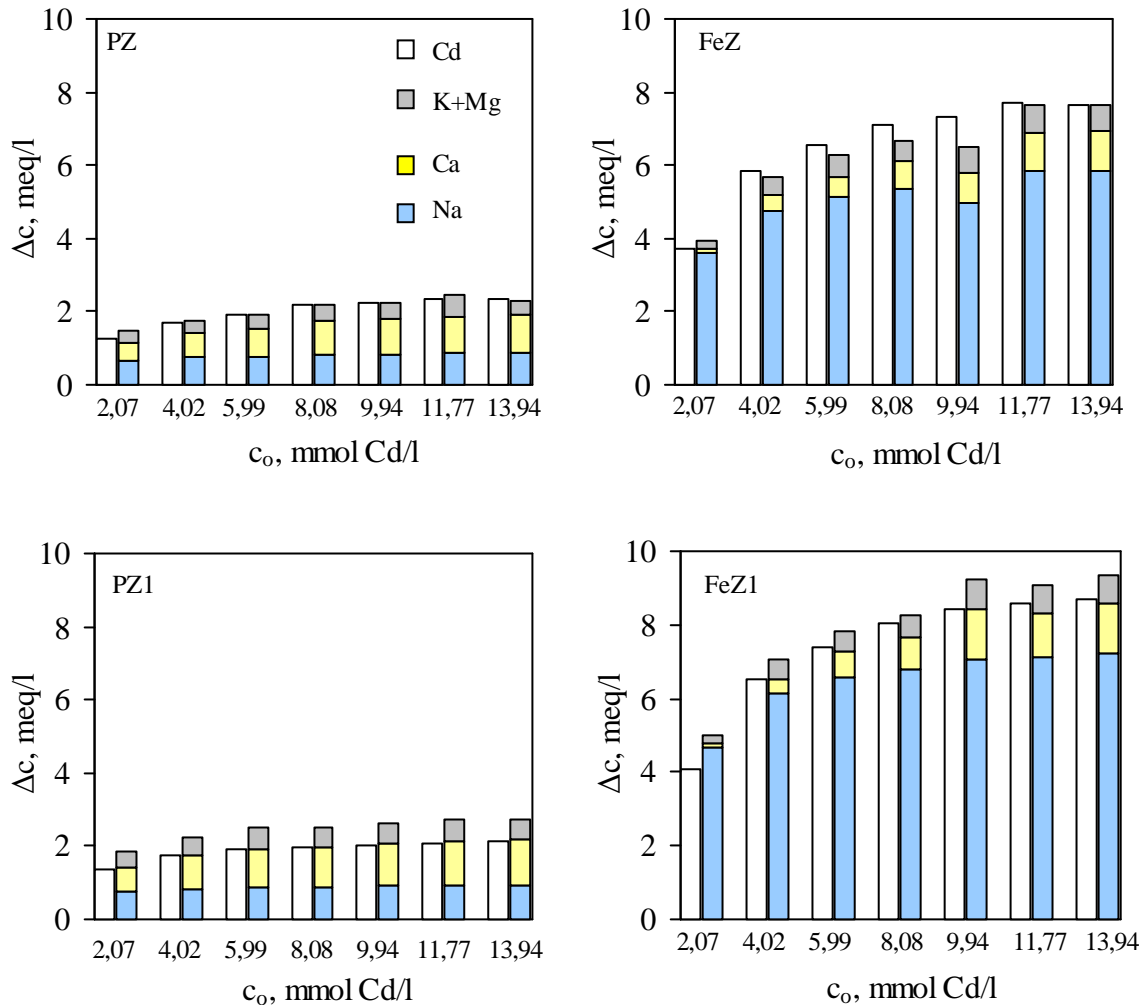 PZ
Cd
K+Mg
Ca
Na
10
8
6
4
2
0
Δc, meq/l
2,07 4,02 5,99 8,08 9,94 11,77 13,94
c₀, mmol Cd/l
FeZ
10
8
6
4
2
0
Δc, meq/l
2,07 4,02 5,99 8,08 9,94 11,77 13,94
c₀, mmol Cd/l
PZ1
10
8
6
4
2
0
Δc, meq/l
2,07 4,02 5,99 8,08 9,94 11,77 13,94
c₀, mmol Cd/l
FeZ1
10
8
6
4
2
0
Δc, meq/l
2,07 4,02 5,99 8,08 9,94 11,77 13,94
c₀, mmol Cd/l